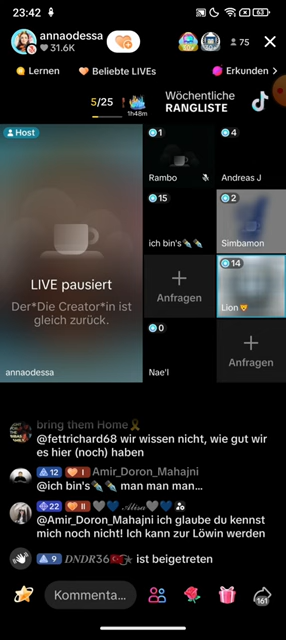 23:42
63
annaodessa
31.6K
75
Lernen
Beliebte LIVEs
Erkunden >
5/25
1h48m
Wöchentliche
RANGLISTE
Host
LIVE pausiert
Der*Die Creator*in ist
gleich zurück.
annaodessa
1
Rambo
4
Andreas J
15
ich bin's✒️✒️
2
Simbamon
Anfragen
14
Lion🦁
0
Nae'l
Anfragen
bring them Home🎗️
@fettrichard68 wir wissen nicht, wie gut wir
es hier (noch) haben
12 I Amir_Doron_Mahajni
@ich bin's✒️✒️ man man man...
22 II 💙🩶 𝒜𝓁𝒾𝓈𝒶🩶💙
@Amir_Doron_Mahajni ich glaube du kennst
mich noch nicht! Ich kann zur Löwin werden
9 DNDR36🇹🇷 ist beigetreten
Kommenta...
161